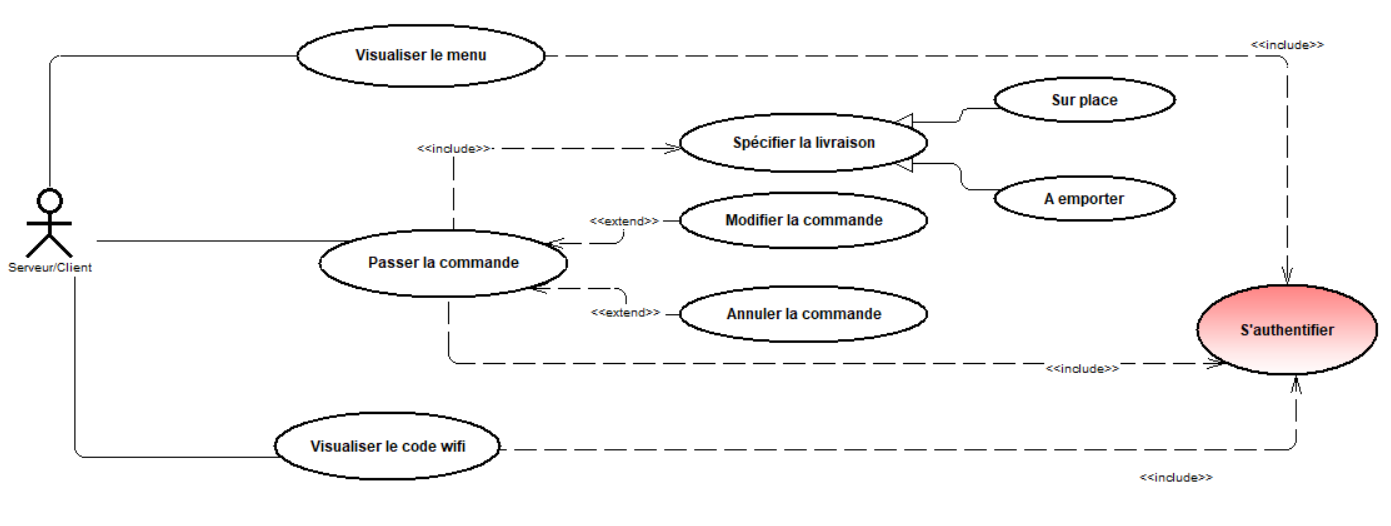 Visualiser le menu
<<include>>
Sur place
Spécifier la livraison
<<include>>
A emporter
Modifier la commande
<<extend>>
Serveur/Client
Passer la commande
<<extend>>
Annuler la commande
S'authentifier
<<include>>
Visualiser le code wifi
<<include>>